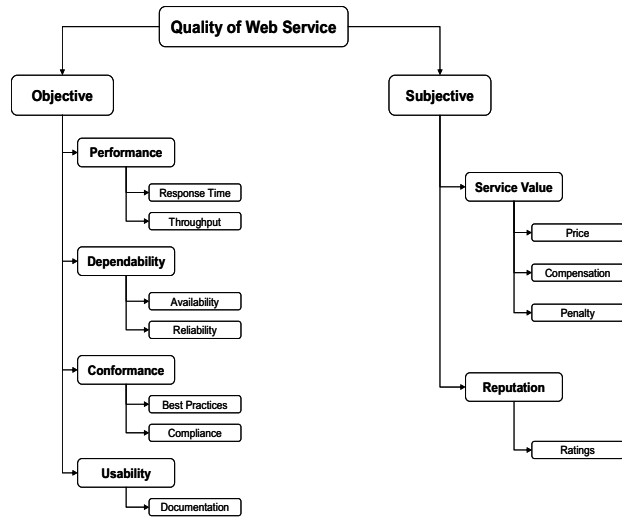 Quality of Web Service
Objective
Performance
Response Time
Throughput
Dependability
Availability
Reliability
Conformance
Best Practices
Compliance
Usability
Documentation
Subjective
Service Value
Price
Compensation
Penalty
Reputation
Ratings